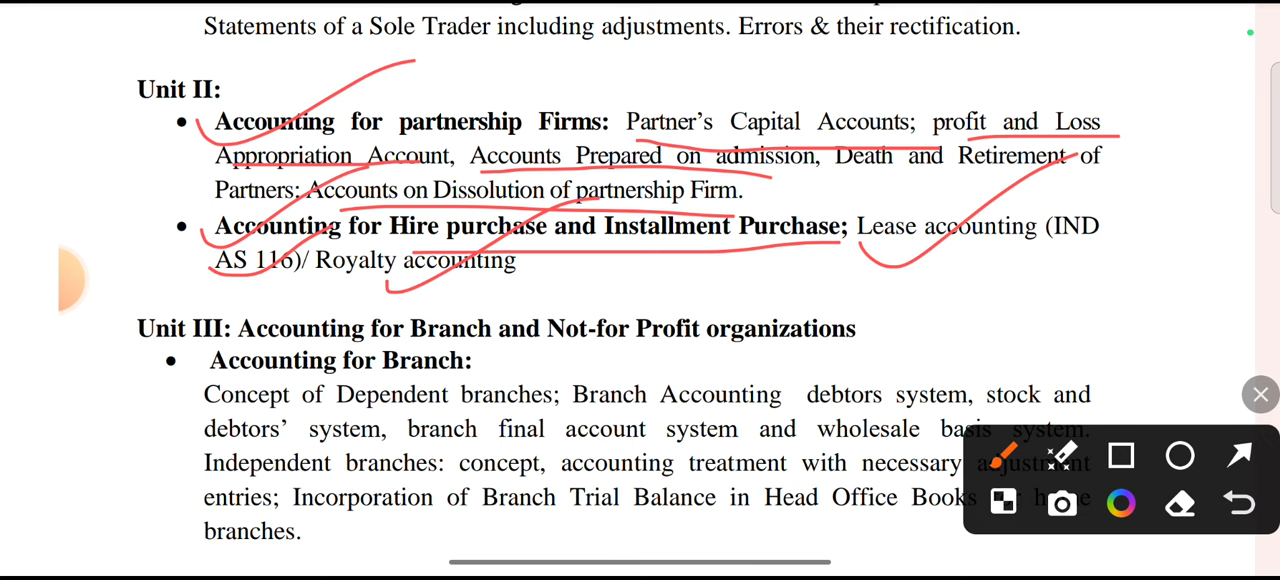 Statements of a Sole Trader including adjustments. Errors & their rectification.
Unit II:
• Accounting for partnership Firms: Partner’s Capital Accounts; profit and Loss
Appropriation Account, Accounts Prepared on admission, Death and Retirement of
Partners; Accounts on Dissolution of partnership Firm.
• Accounting for Hire purchase and Installment Purchase; Lease accounting (IND
AS 116)/ Royalty accounting
Unit III: Accounting for Branch and Not-for Profit organizations
• Accounting for Branch:
Concept of Dependent branches; Branch Accounting debtors system, stock and
debtors’ system, branch final account system and wholesale basis system.
Independent branches: concept, accounting treatment with necessary adjustment
entries; Incorporation of Branch Trial Balance in Head Office Books
branches.